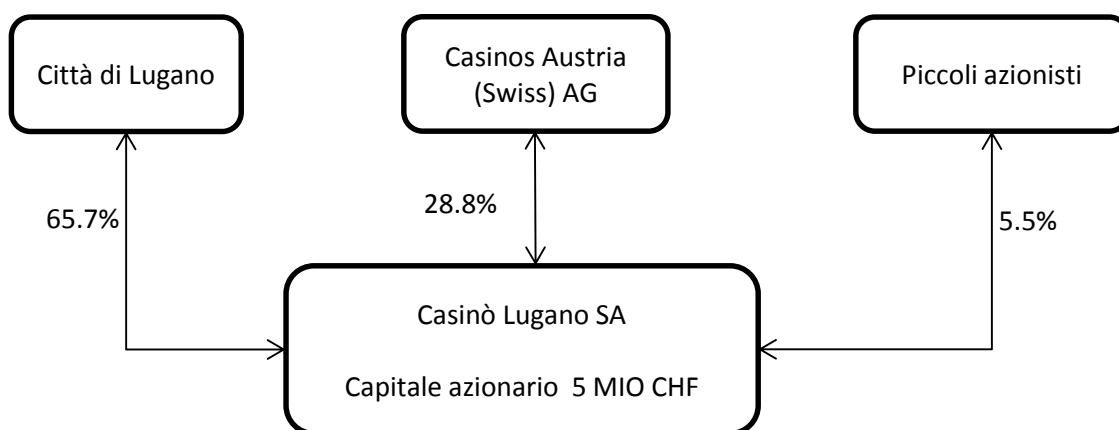 Città di Lugano
Casinos Austria
(Swiss) AG
Piccoli azionisti
65.7%
28.8%
5.5%
Casinò Lugano SA
Capitale azionario 5 MIO CHF